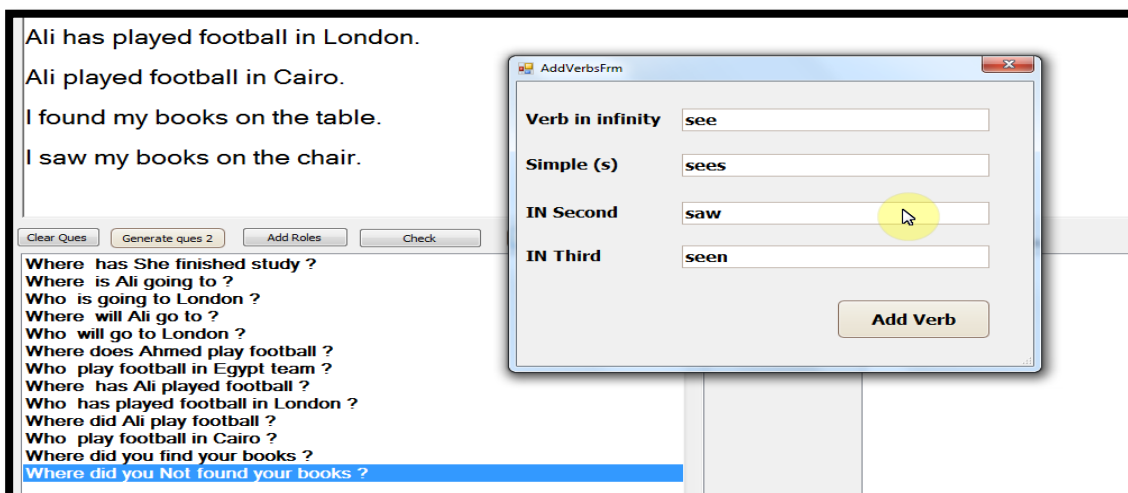 Ali has played football in London.
Ali played football in Cairo.
I found my books on the table.
I saw my books on the chair.
AddVerbsFrm
Verb in infinity see
Simple (s) sees
IN Second saw
IN Third seen
Add Verb
Clear Ques Generate ques 2 Add Roles Check
Where has She finished study ?
Where is Ali going to ?
Who is going to London ?
Where will Ali go to ?
Who will go to London ?
Where does Ahmed play football ?
Who play football in Egypt team ?
Where has Ali played football ?
Who has played football in London ?
Where did Ali play football ?
Who play football in Cairo ?
Where did you find your books ?
Where did you Not found your books ?